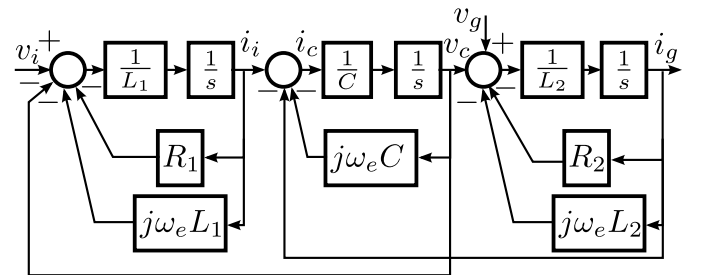 v_g
v_i + 1/L_1 1/s i_i i_c 1/C 1/s v_c + 1/L_2 1/s i_g
− − − − − − − −
R_1 R_2
jω_eC
jω_eL_1 jω_eL_2